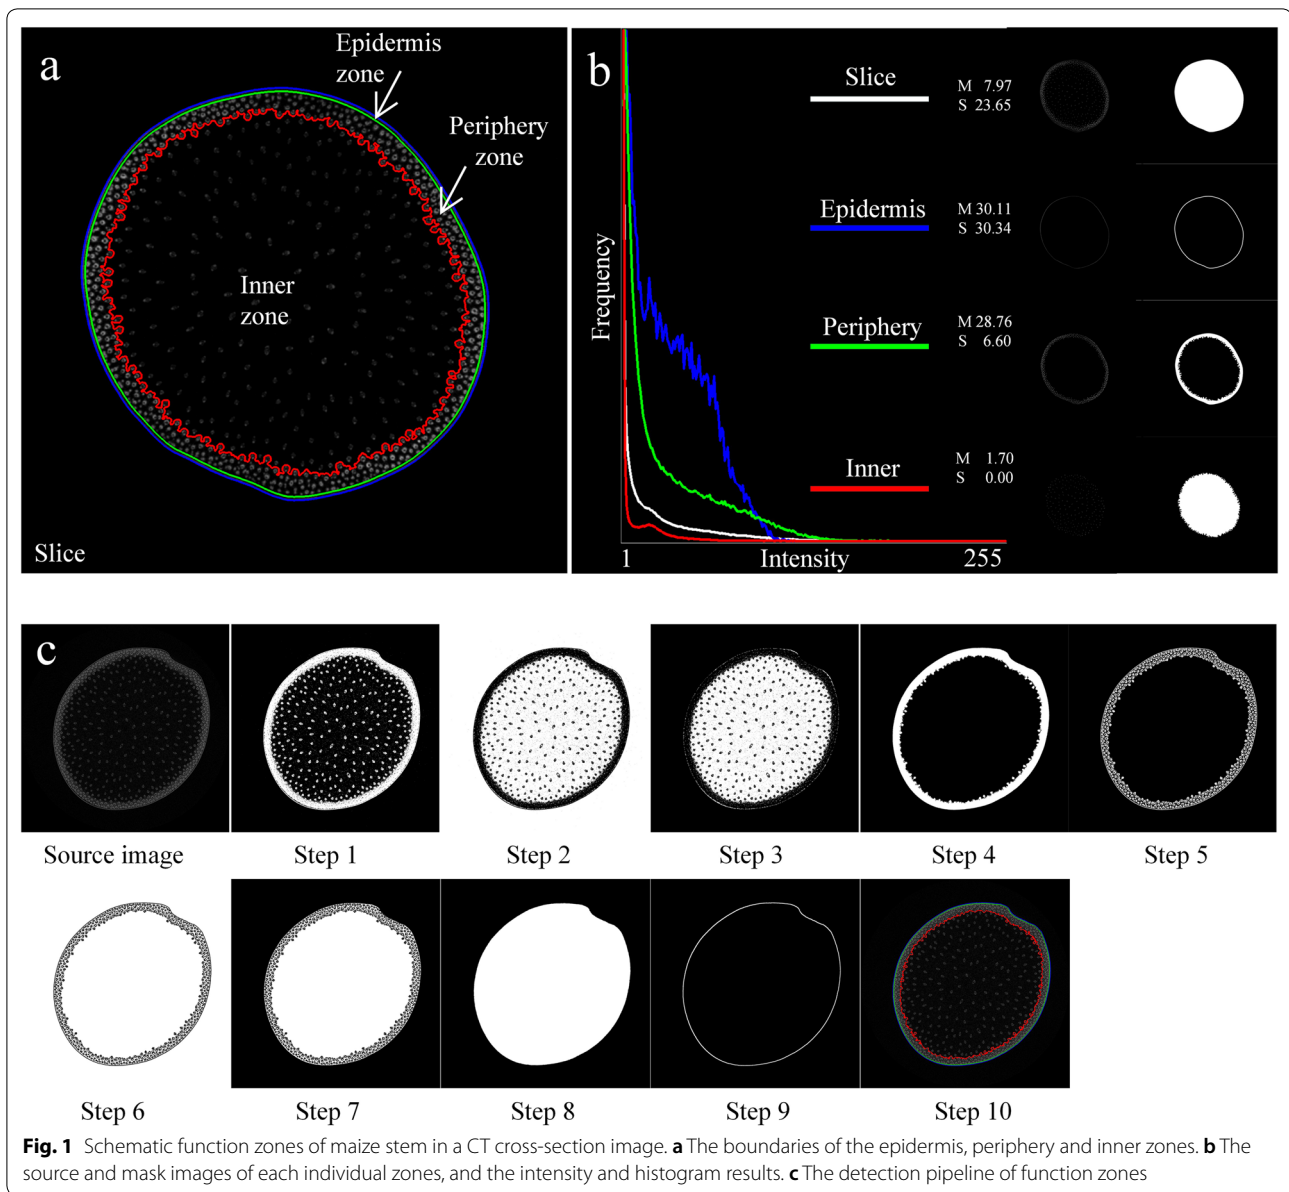 a
Epidermis
zone
Periphery
zone
Inner
zone
Slice
b
Frequency
Slice
M 7.97
S 23.65
Epidermis
M 30.11
S 30.34
Periphery
M 28.76
S 6.60
Inner
M 1.70
S 0.00
1 Intensity 255
c
Source image Step 1 Step 2 Step 3 Step 4 Step 5
Step 6 Step 7 Step 8 Step 9 Step 10
Fig. 1 Schematic function zones of maize stem in a CT cross-section image. a The boundaries of the epidermis, periphery and inner zones. b The
source and mask images of each individual zones, and the intensity and histogram results. c The detection pipeline of function zones